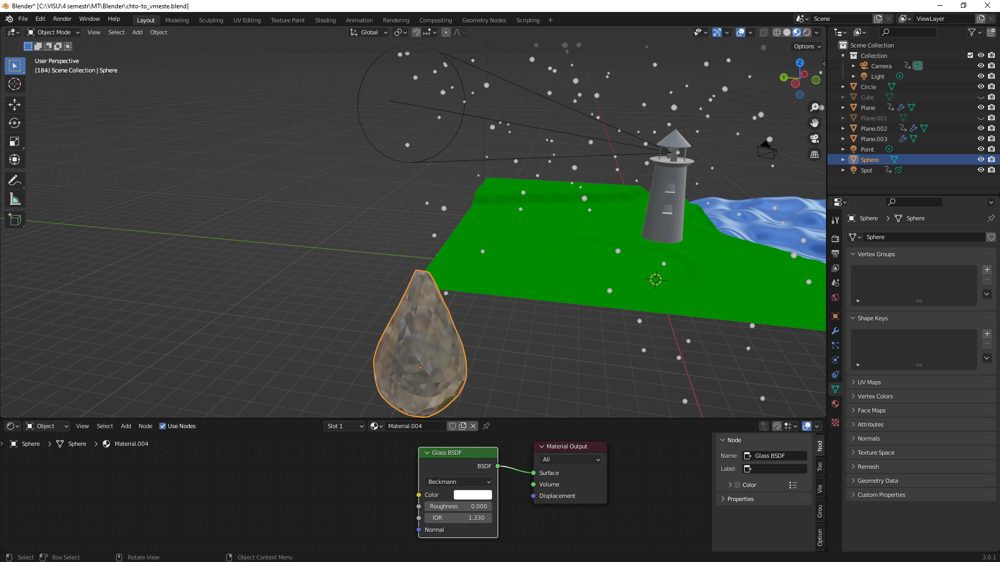 Blender* [C:\VISU\4 semestr\MT\Blender\chto-to_vmeste.blend]
File Edit Render Window Help Layout Modeling Sculpting UV Editing Texture Paint Shading Animation Rendering Compositing Geometry Nodes Scripting + Scene ViewLayer
Object Mode View Select Add Object Global
Options
User Perspective
(184) Scene Collection | Sphere
Z
X
Y
Scene Collection
Collection
Camera
Light
Circle
Cube
Plane
Plane.001
Plane.002
Plane.003
Point
Sphere
Spot
Sphere > Sphere
Sphere
Vertex Groups
Shape Keys
UV Maps
Vertex Colors
Face Maps
Attributes
Normals
Texture Space
Remesh
Geometry Data
Custom Properties
Object View Select Add Node Use Nodes Slot 1 Material.004
Sphere > Sphere > Material.004
Glass BSDF
BSDF
Beckmann
Color
Roughness 0.000
IOR 1.330
Normal
Material Output
All
Surface
Volume
Displacement
Node
Name: Glass BSDF
Label:
Color
Properties
Nod
Too
Vie
Grou
Option
Select Box Select Rotate View Object Context Menu 3.0.1